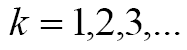 k = 1,2,3,...